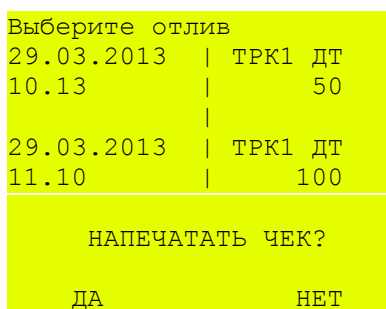 Выберите отлив
29.03.2013 | ТРК1 ДТ
10.13 | 50
|
29.03.2013 | ТРК1 ДТ
11.10 | 100
НАПЕЧАТАТЬ ЧЕК?
ДА НЕТ